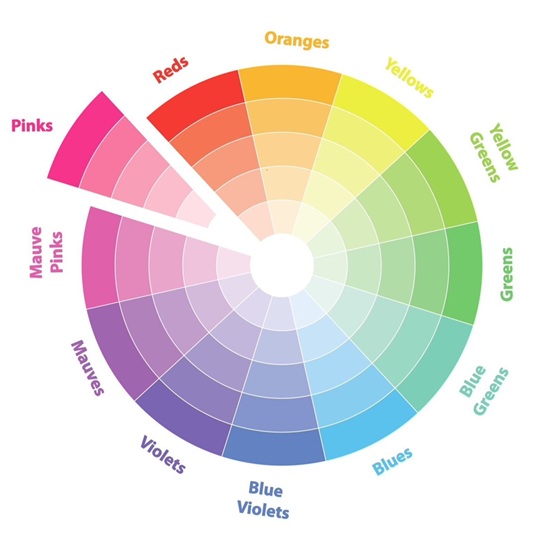 Oranges
Reds
Yellows
Pinks
Yellow
Greens
Mauve
Pinks
Greens
Mauves
Blue
Greens
Violets
Blues
Blue
Violets